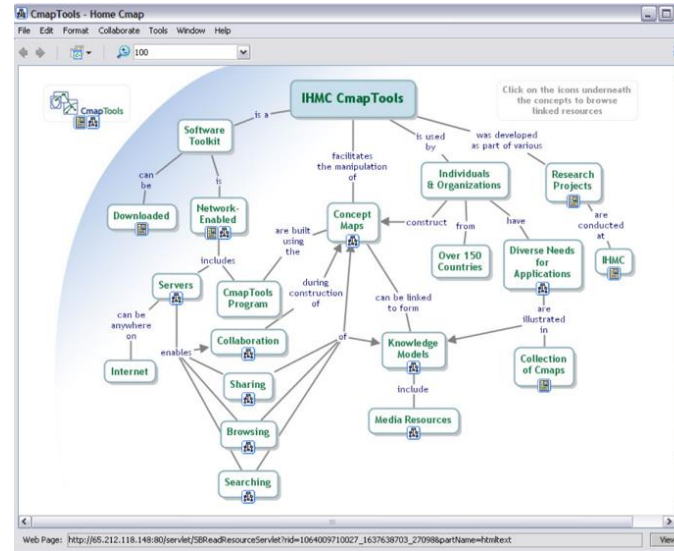 CmapTools - Home Cmap
File Edit Format Collaborate Tools Window Help
100
CmapTools
IHMC CmapTools
Click on the icons underneath
the concepts to browse
linked resources
is a
Software
Toolkit
facilitates
the manipulation
of
is used
by
was developed
as part of various
can
be
is
Individuals
& Organizations
Research
Projects
Downloaded
Network-
Enabled
are built
using
the
Concept
Maps
construct
from
have
are
conducted
at
includes
Over 150
Countries
Diverse Needs
for
Applications
IHMC
Servers
CmapTools
Program
during
construction
of
can be linked
to form
can be
anywhere
on
are
illustrated
in
Internet
enables
Collaboration
of
Knowledge
Models
Collection
of Cmaps
Sharing
include
Browsing
Media Resources
Searching
Web Page: http://65.212.118.148:80/servlet/SBReadResourceServlet?rid=1064009710027_1637638703_27098&partName=htmltext
View